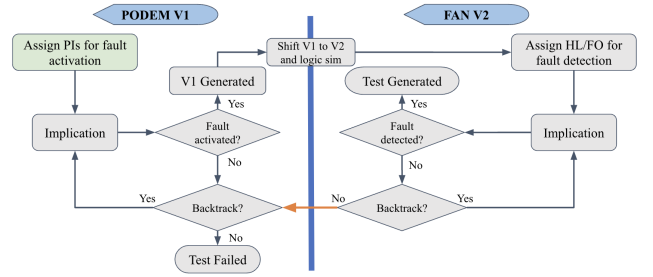 PODEM V1
FAN V2
Assign PIs for fault
activation
Shift V1 to V2
and logic sim
Assign HL/FO for
fault detection
V1 Generated
Test Generated
Yes
Yes
Implication
Fault
activated?
Fault
detected?
Implication
No
No
Yes
Backtrack?
No
Backtrack?
Yes
No
Test Failed